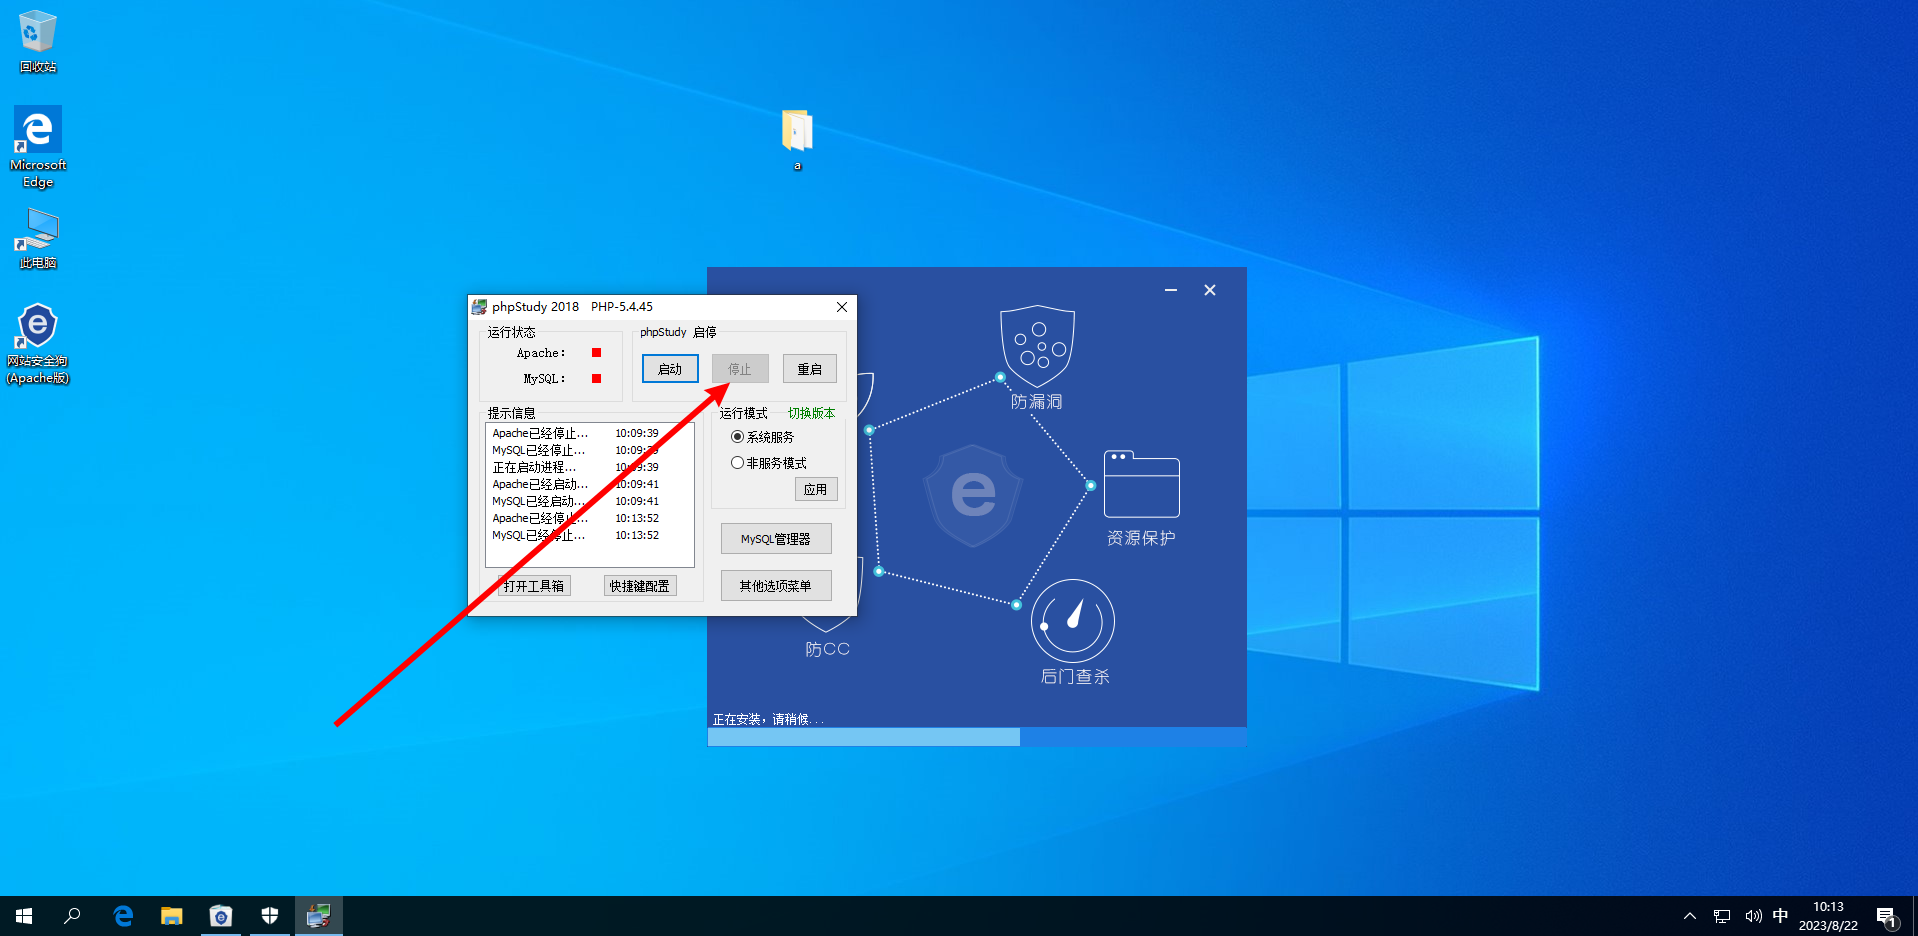 回收站
Microsoft
Edge
此电脑
网站安全狗
(Apache版)
a
phpStudy 2018 PHP-5.4.45
运行状态
Apache:
MySQL:
phpStudy 启停
启动
停止
重启
提示信息
Apache已经停止... 10:09:39
MySQL已经停止... 10:09:39
正在启动进程... 10:09:39
Apache已经启动... 10:09:41
MySQL已经启动... 10:09:41
Apache已经停止... 10:13:52
MySQL已经停止... 10:13:52
打开工具箱
快捷键配置
运行模式 切换版本
系统服务
非服务模式
应用
MySQL管理器
其他选项菜单
防漏洞
资源保护
防CC
后门查杀
正在安装，请稍候...
中
10:13
2023/8/22
1